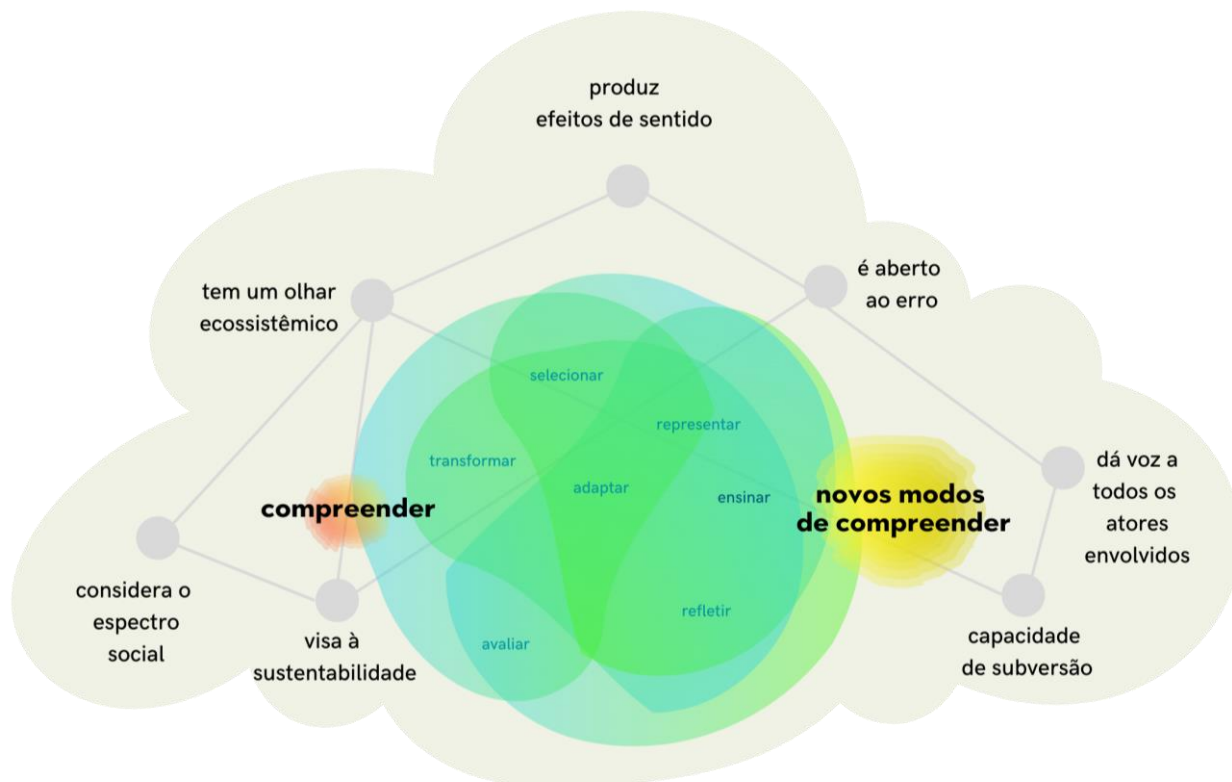 produz
efeitos de sentido
tem um olhar
ecossistêmico
é aberto
ao erro
selecionar
representar
transformar
adaptar
ensinar
compreender
novos modos
de compreender
dá voz a
todos os
atores
envolvidos
considera o
espectro
social
visa à
sustentabilidade
avaliar
refletir
capacidade
de subversão